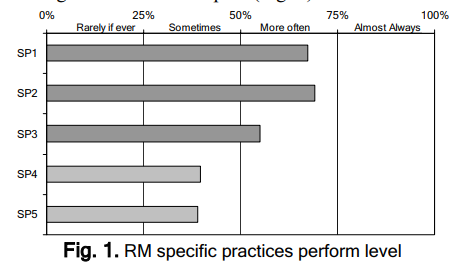 0% 25% 50% 75% 100%
Rarely if ever Sometimes More often Almost Always
SP1
SP2
SP3
SP4
SP5
Fig. 1. RM specific practices perform level